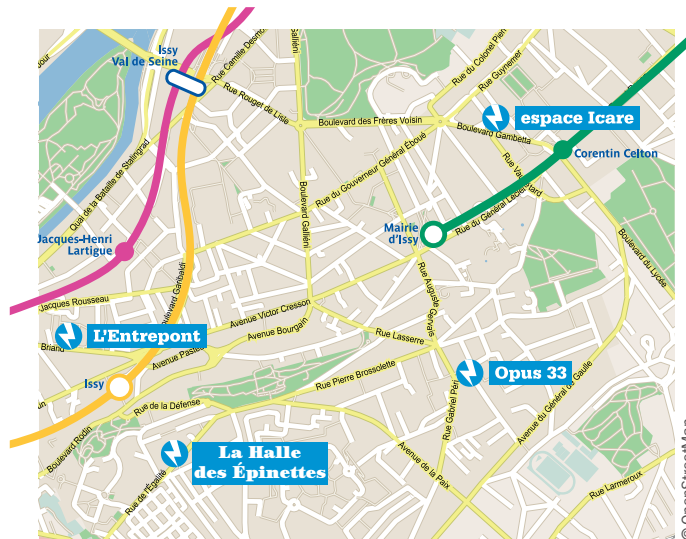 Issy
Val de Seine
Rue Camille Desmo
Galliéni
Rue du Colonel Pier
Rue Guynemer
Rue Rouget de Lisle
Boulevard des Frères Voisin
espace Icare
Boulevard Gambetta
Corentin Celton
Quai de la Bataille de Stalingrad
Rue du Gouverneur Général Éboué
Boulevard Galliéni
Rue du Général Leclerc
Mairie
d'Issy
Boulevard du Lycée
Jacques-Henri
Lartigue
Boulevard Garibaldi
Jacques Rousseau
Avenue Victor Cresson
Rue Auguste Gervais
L'Entrepont
Briand
Avenue Pasteur
Avenue Bourgain
Rue Lasserre
Issy
Rue Pierre Brossolette
Opus 33
Rue Gabriel Péri
Avenue du Général de Gaulle
Rue de la Défense
Boulevard Rodin
La Halle
des Épinettes
Rue de l'Égalité
Avenue de la Paix
Rue Larmeroux
© OpenStreetMap